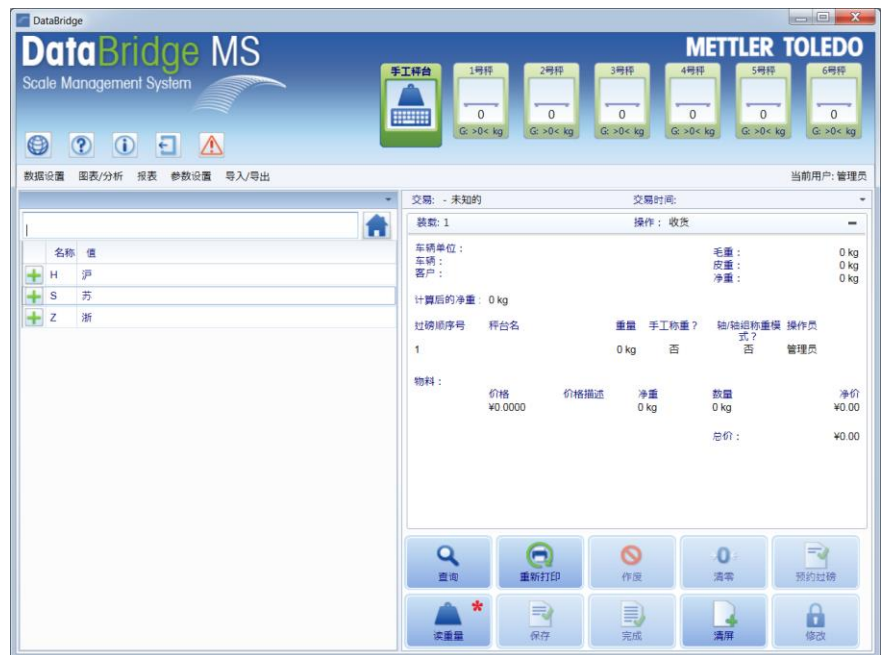 DataBridge
DataBridge MS
Scale Management System
METTLER TOLEDO
手工秤台
1号秤
2号秤
3号秤
4号秤
5号秤
6号秤
0
0
0
0
0
0
G: >0< kg
G: >0< kg
G: >0< kg
G: >0< kg
G: >0< kg
G: >0< kg
数据设置 图表/分析 报表 参数设置 导入/导出
当前用户: 管理员
交易: - 未知的 交易时间:
装载: 1 操作： 收货
名称 值
H 沪
S 苏
Z 浙
车辆单位：
车辆：
客户：
毛重： 0 kg
皮重： 0 kg
净重： 0 kg
计算后的净重： 0 kg
过磅顺序号 秤台名 重量 手工称重？ 轴/轴运称重模式？ 操作员
1 0 kg 否 否 管理员
物料：
价格 价格描述 净重 数量 净价
¥0.0000 0 kg 0 kg ¥0.00
总价： ¥0.00
查询
重新打印
作废
清零
预约过磅
读重量 *
保存
完成
清屏
修改